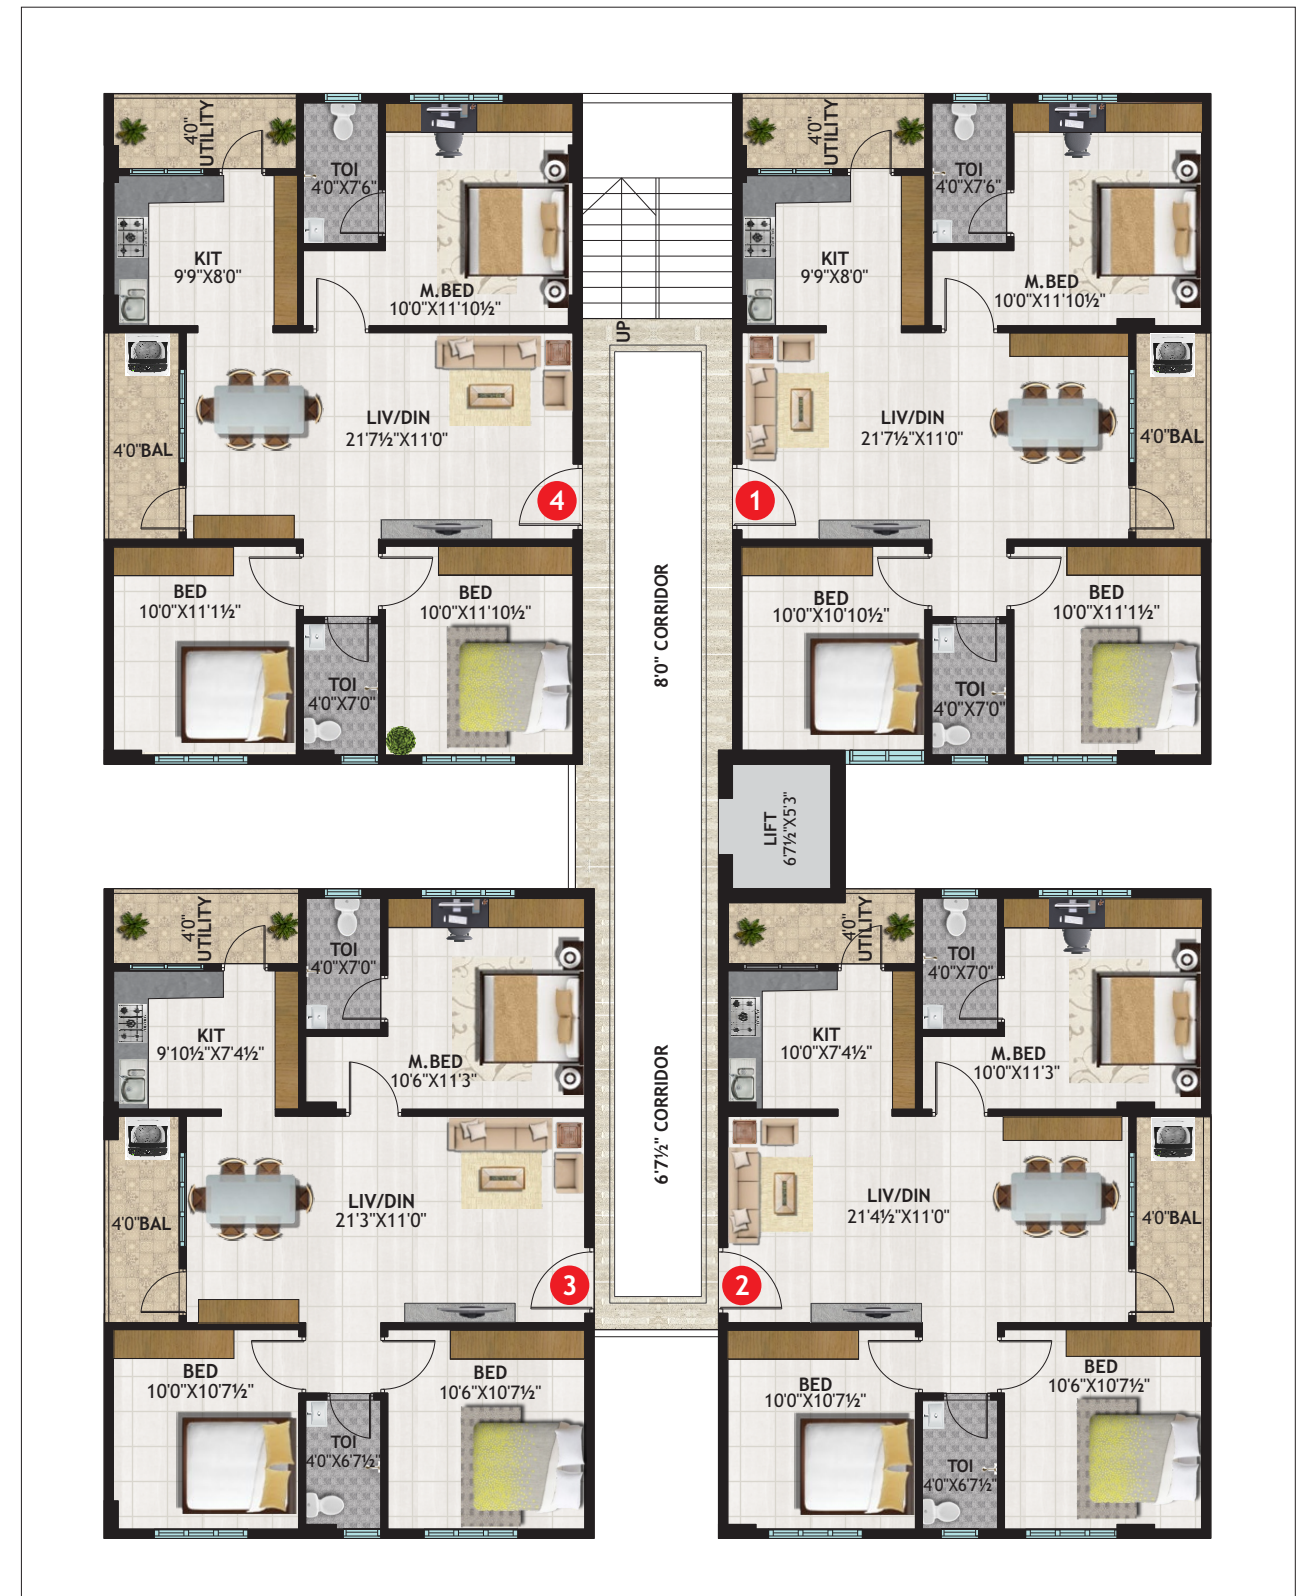 4'0"
UTILITY
TOI
4'0"X7'6"
KIT
9'9"X8'0"
M.BED
10'0"X11'10½"
LIV/DIN
21'7½"X11'0"
4'0"BAL
4
BED
10'0"X11'1½"
BED
10'0"X11'10½"
TOI
4'0"X7'0"
UP
8'0" CORRIDOR
6'7½" CORRIDOR
4'0"
UTILITY
TOI
4'0"X7'6"
KIT
9'9"X8'0"
M.BED
10'0"X11'10½"
LIV/DIN
21'7½"X11'0"
4'0"BAL
1
BED
10'0"X10'10½"
BED
10'0"X11'1½"
TOI
4'0"X7'0"
LIFT
6'7½"X5'3"
4'0"
UTILITY
TOI
4'0"X7'0"
KIT
9'10½"X7'4½"
M.BED
10'6"X11'3"
LIV/DIN
21'3"X11'0"
4'0"BAL
3
BED
10'0"X10'7½"
BED
10'6"X10'7½"
TOI
4'0"X6'7½"
4'0"
UTILITY
TOI
4'0"X7'0"
KIT
10'0"X7'4½"
M.BED
10'0"X11'3"
LIV/DIN
21'4½"X11'0"
4'0"BAL
2
BED
10'0"X10'7½"
BED
10'6"X10'7½"
TOI
4'0"X6'7½"